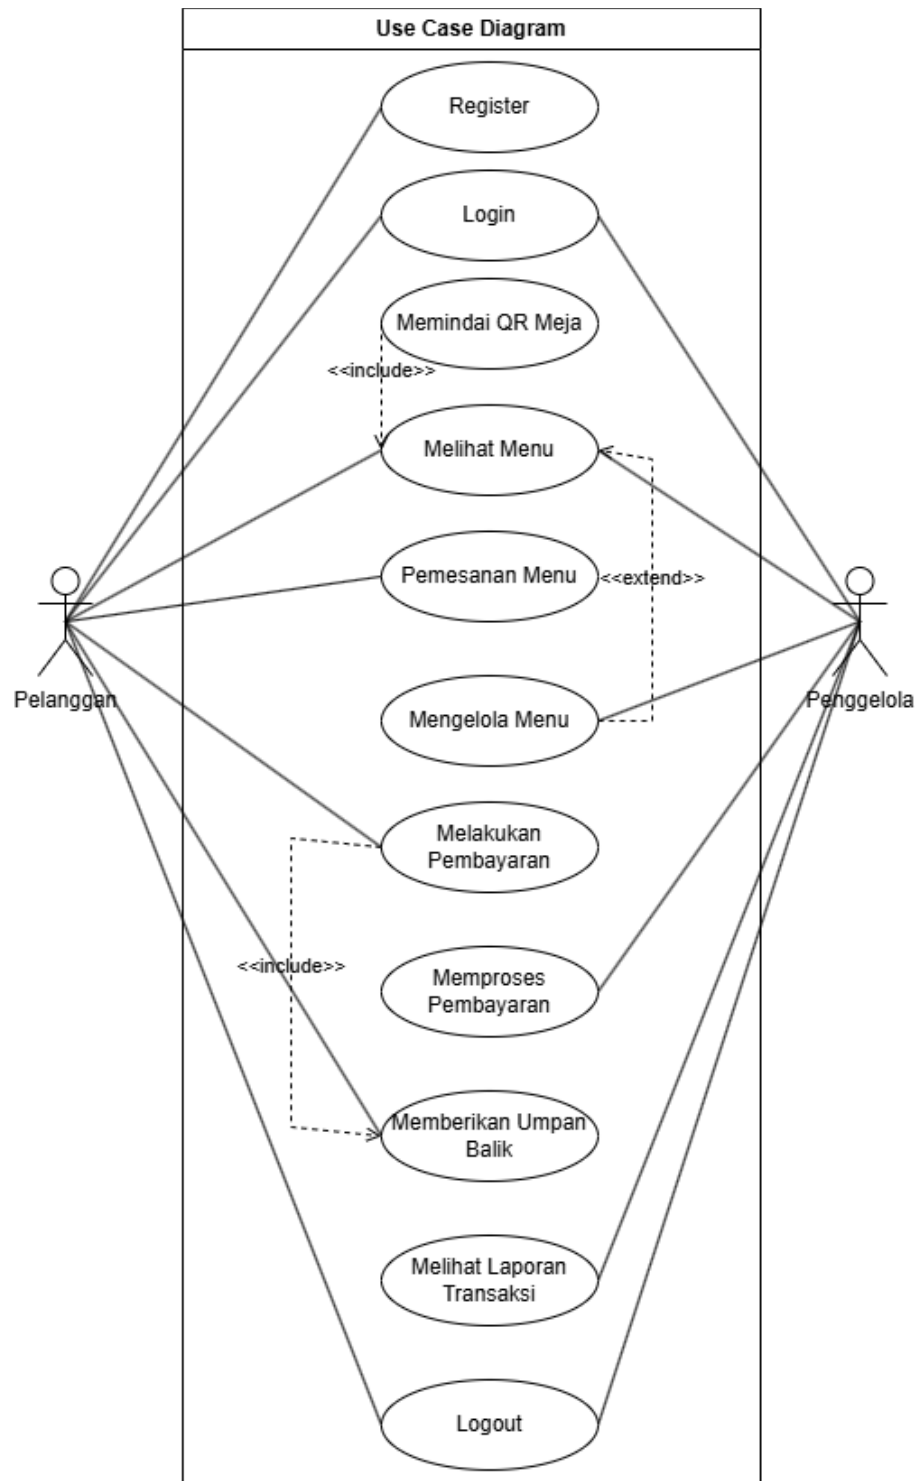 Use Case Diagram
Register
Login
Memindai QR Meja
<<include>>
Melihat Menu
Pemesanan Menu
<<extend>>
Pelanggan
Penggelola
Mengelola Menu
Melakukan
Pembayaran
<<include>>
Memproses
Pembayaran
Memberikan Umpan
Balik
Melihat Laporan
Transaksi
Logout